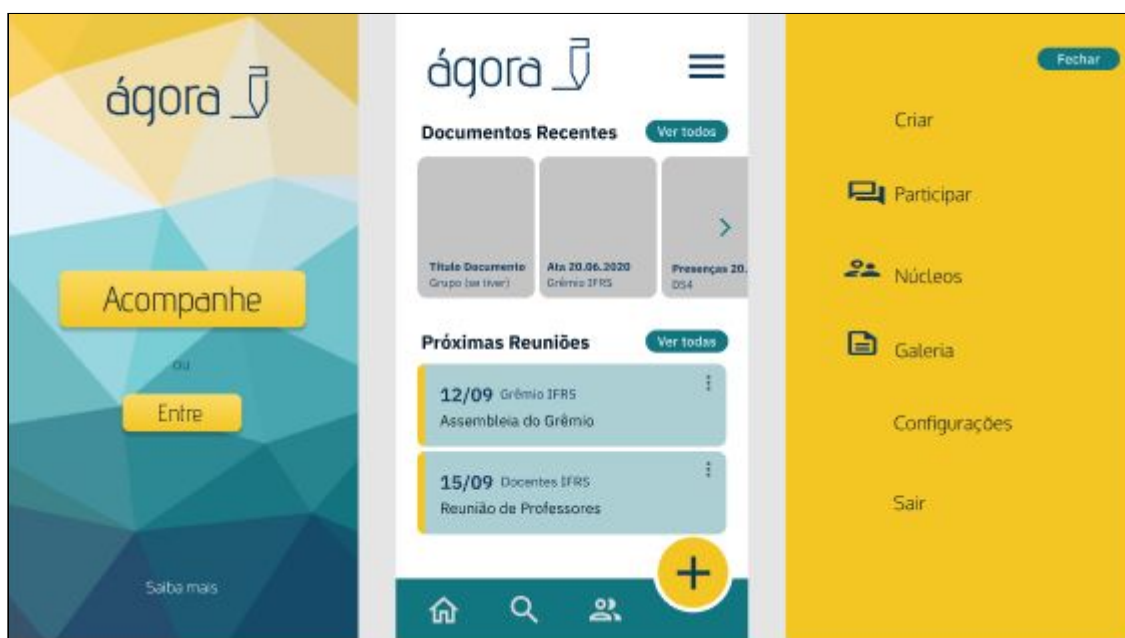 ágora
Acompanhe
ou
Entre
Saiba mais
ágora
Documentos Recentes
Ver todos
Título Documento
Grupo (se tiver)
Ata 20.06.2020
Grêmio IFRS
Presenças 20.
DS4
Próximas Reuniões
Ver todas
12/09 Grêmio IFRS
Assembleia do Grêmio
15/09 Docentes IFRS
Reunião de Professores
Fechar
Criar
Participar
Núcleos
Galeria
Configurações
Sair